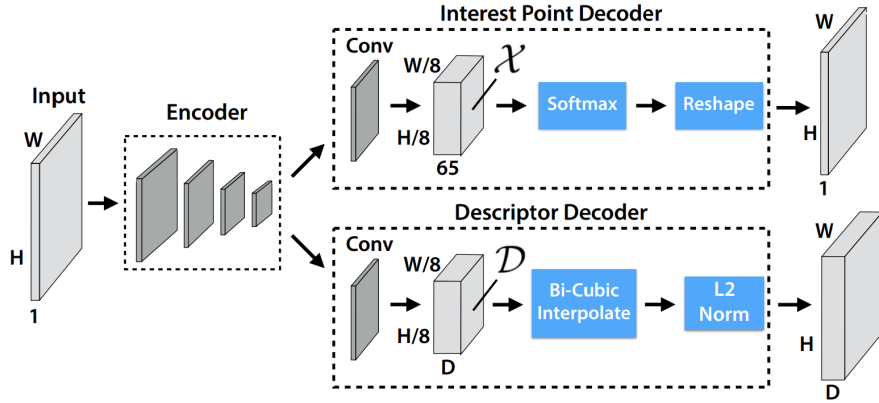 Interest Point Decoder
Input
W
H
1
Encoder
Conv
W/8
H/8
65
𝒳
Softmax
Reshape
W
H
1
Descriptor Decoder
Conv
W/8
H/8
D
𝒟
Bi-Cubic
Interpolate
L2
Norm
W
H
D